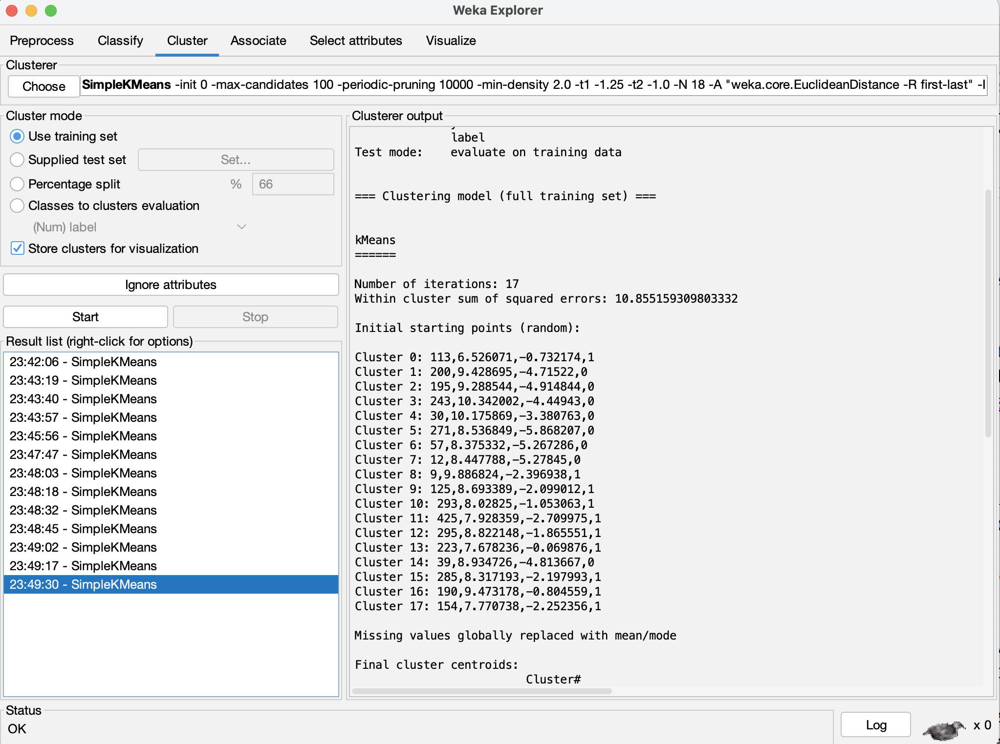 Weka Explorer
Preprocess Classify Cluster Associate Select attributes Visualize
Clusterer
Choose SimpleKMeans -init 0 -max-candidates 100 -periodic-pruning 10000 -min-density 2.0 -t1 -1.25 -t2 -1.0 -N 18 -A "weka.core.EuclideanDistance -R first-last" -I
Cluster mode
Use training set
Supplied test set Set...
Percentage split % 66
Classes to clusters evaluation
(Num) label
Store clusters for visualization
Ignore attributes
Start Stop
Result list (right-click for options)
23:42:06 - SimpleKMeans
23:43:19 - SimpleKMeans
23:43:40 - SimpleKMeans
23:43:57 - SimpleKMeans
23:45:56 - SimpleKMeans
23:47:47 - SimpleKMeans
23:48:03 - SimpleKMeans
23:48:18 - SimpleKMeans
23:48:32 - SimpleKMeans
23:48:45 - SimpleKMeans
23:49:02 - SimpleKMeans
23:49:17 - SimpleKMeans
23:49:30 - SimpleKMeans
Clusterer output
label
Test mode: evaluate on training data
=== Clustering model (full training set) ===
kMeans
======
Number of iterations: 17
Within cluster sum of squared errors: 10.855159309803332
Initial starting points (random):
Cluster 0: 113,6.526071,-0.732174,1
Cluster 1: 200,9.428695,-4.71522,0
Cluster 2: 195,9.288544,-4.914844,0
Cluster 3: 243,10.342002,-4.44943,0
Cluster 4: 30,10.175869,-3.380763,0
Cluster 5: 271,8.536849,-5.868207,0
Cluster 6: 57,8.375332,-5.267286,0
Cluster 7: 12,8.447788,-5.27845,0
Cluster 8: 9,9.886824,-2.396938,1
Cluster 9: 125,8.693389,-2.099012,1
Cluster 10: 293,8.02825,-1.053063,1
Cluster 11: 425,7.928359,-2.709975,1
Cluster 12: 295,8.822148,-1.865551,1
Cluster 13: 223,7.678236,-0.069876,1
Cluster 14: 39,8.934726,-4.813667,0
Cluster 15: 285,8.317193,-2.197993,1
Cluster 16: 190,9.473178,-0.804559,1
Cluster 17: 154,7.770738,-2.252356,1
Missing values globally replaced with mean/mode
Final cluster centroids:
Cluster#
Status
OK
Log x 0